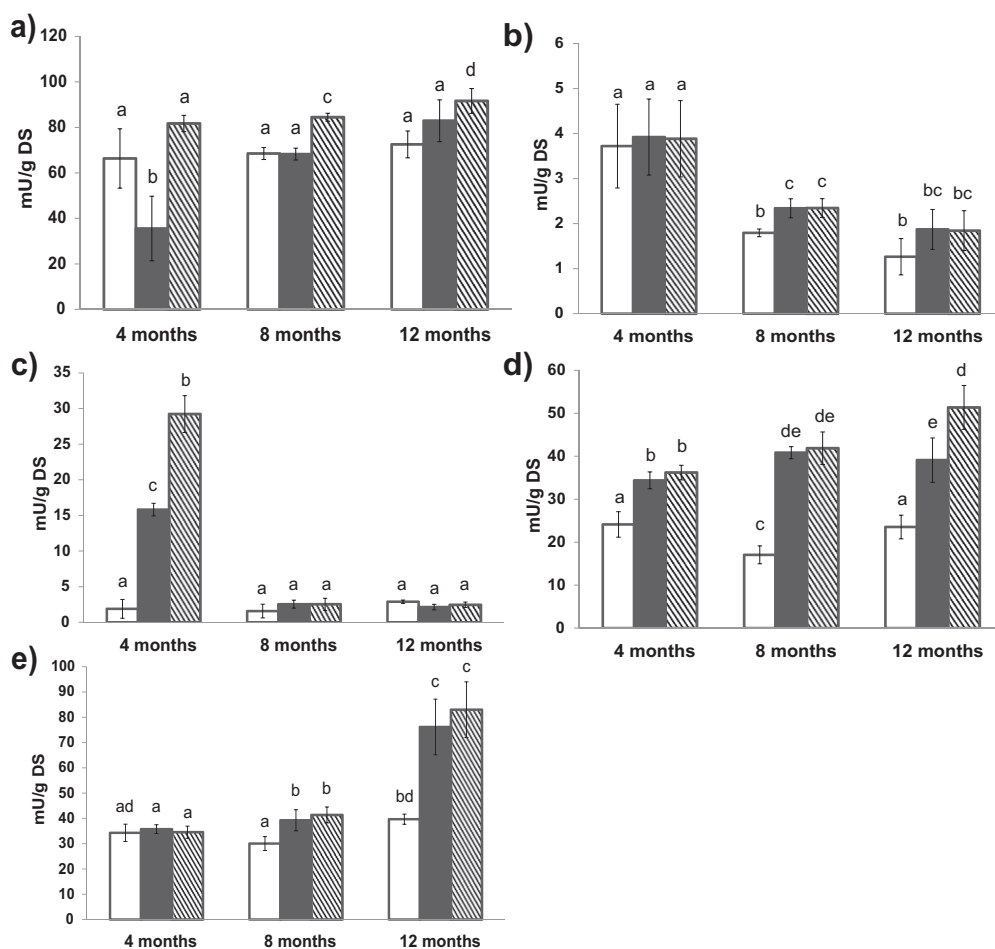 a)
mU/g DS
120
100
80
60
40
20
0
a b a
a a c
a a d
4 months 8 months 12 months
b)
mU/g DS
6
5
4
3
2
1
0
a a a
b c c
b bc bc
4 months 8 months 12 months
c)
mU/g DS
35
30
25
20
15
10
5
0
a c b
a a a
a a a
4 months 8 months 12 months
d)
mU/g DS
60
50
40
30
20
10
0
a b b
c de de
a e d
4 months 8 months 12 months
e)
mU/g DS
100
90
80
70
60
50
40
30
20
10
0
ad a a
a b b
bd c c
4 months 8 months 12 months